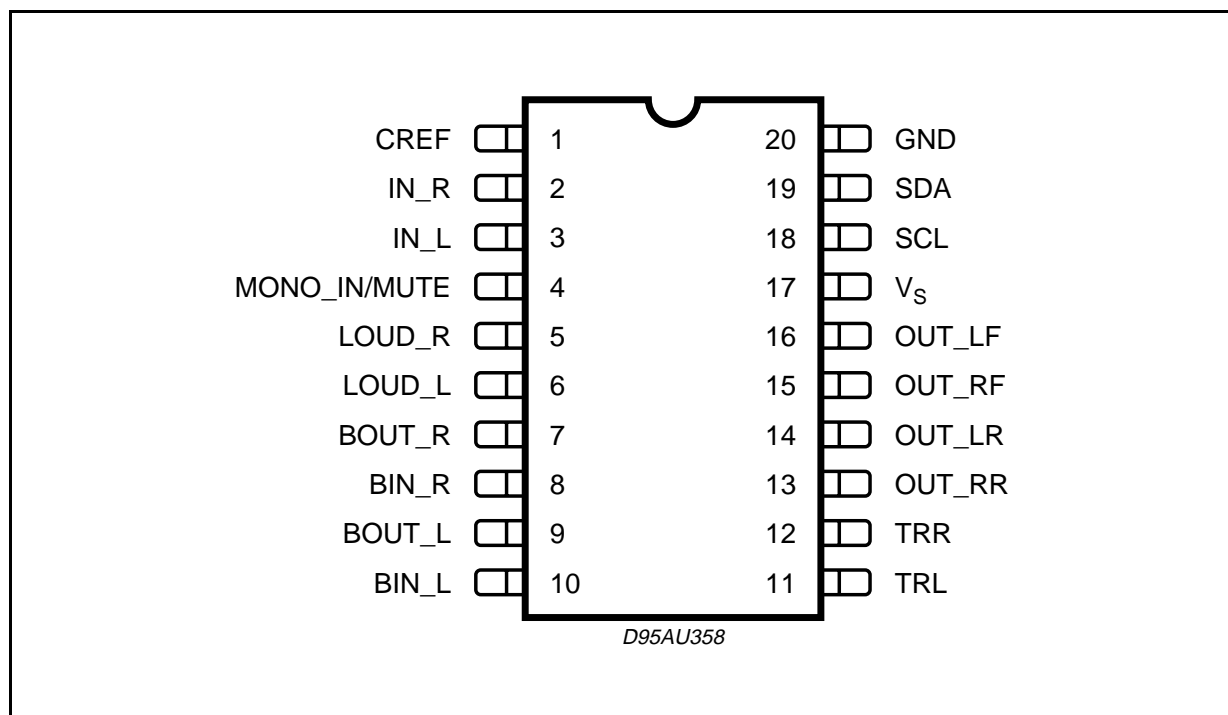 CREF 1 20 GND
IN_R 2 19 SDA
IN_L 3 18 SCL
MONO_IN/MUTE 4 17 VS
LOUD_R 5 16 OUT_LF
LOUD_L 6 15 OUT_RF
BOUT_R 7 14 OUT_LR
BIN_R 8 13 OUT_RR
BOUT_L 9 12 TRR
BIN_L 10 11 TRL
D95AU358